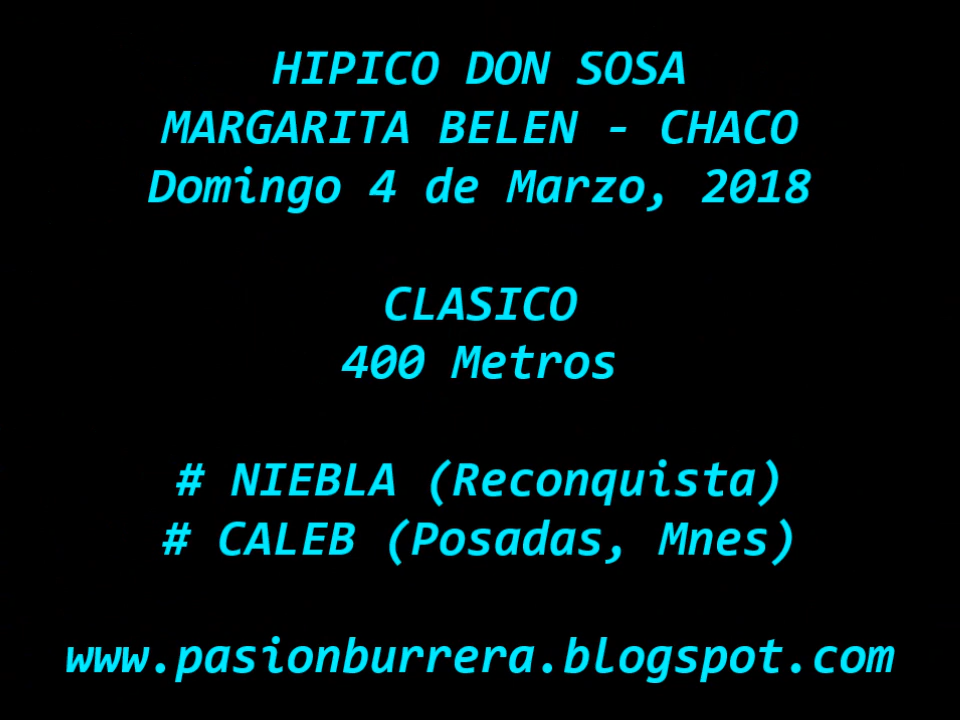 HIPICO DON SOSA
MARGARITA BELEN - CHACO
Domingo 4 de Marzo, 2018
CLASICO
400 Metros
# NIEBLA (Reconquista)
# CALEB (Posadas, Mnes)
www.pasionburrera.blogspot.com